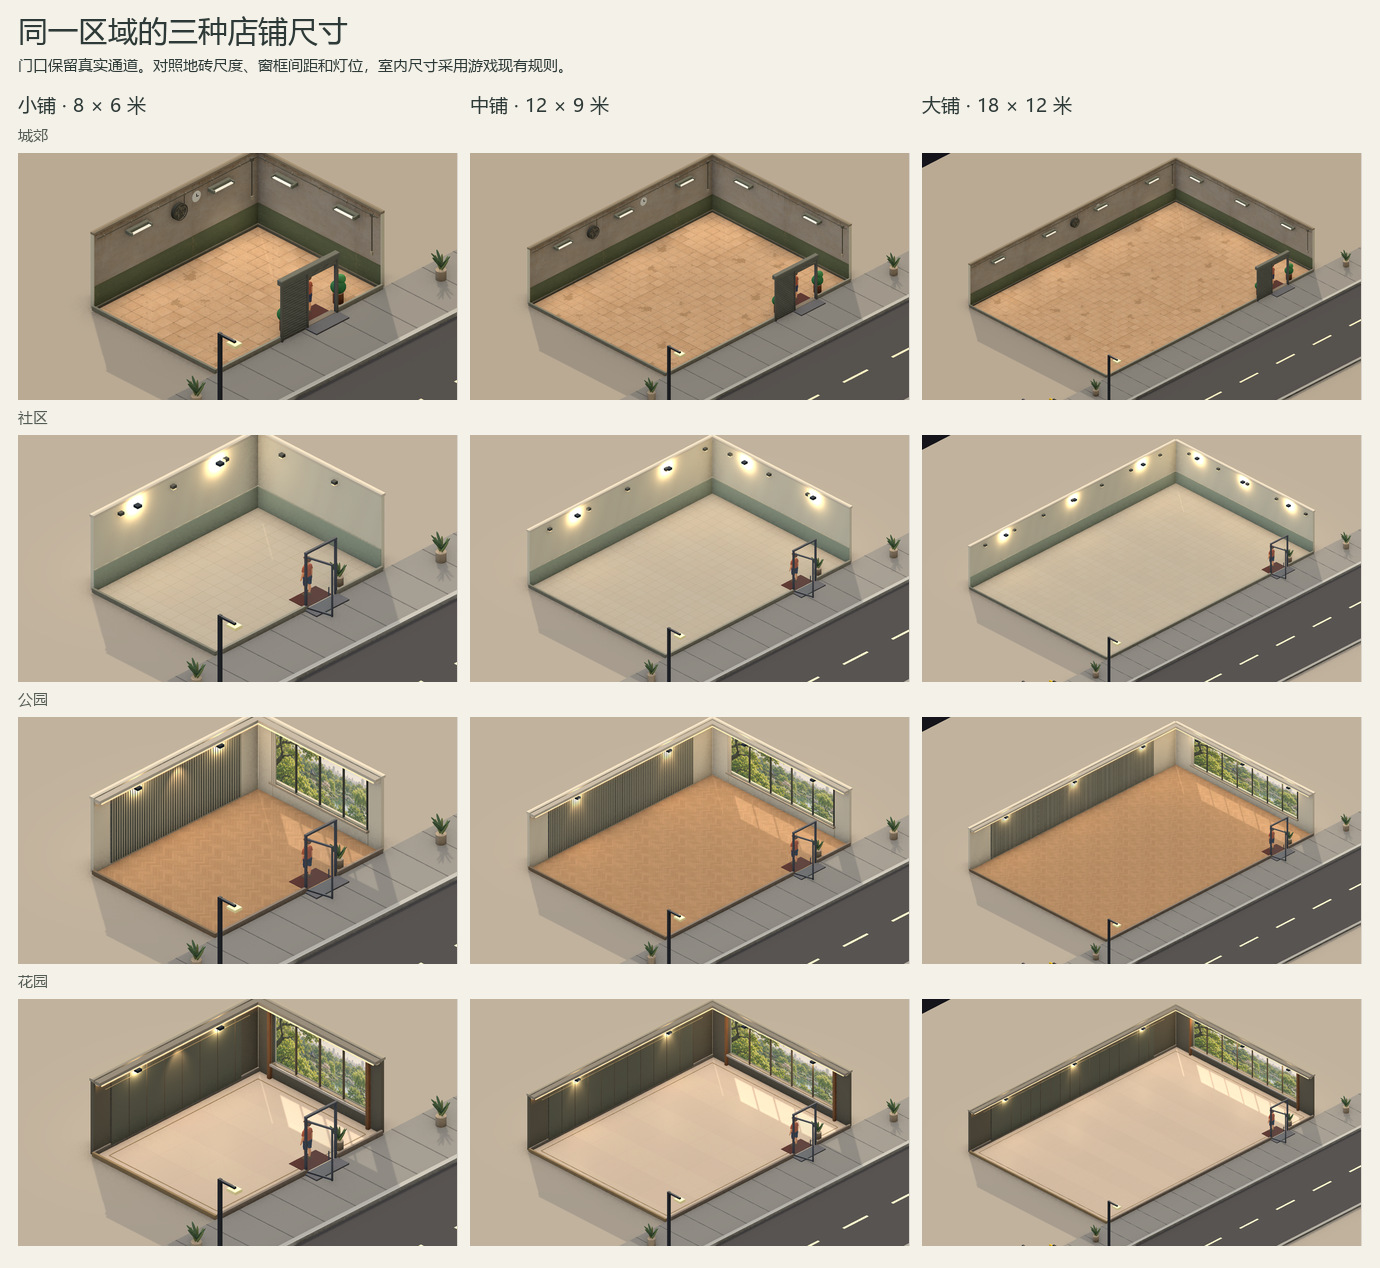 同一区域的三种店铺尺寸
门口保留真实通道。对照地砖尺度、窗框间距和灯位，室内尺寸采用游戏现有规则。
小铺 · 8 × 6 米
中铺 · 12 × 9 米
大铺 · 18 × 12 米
城郊
社区
公园
花园